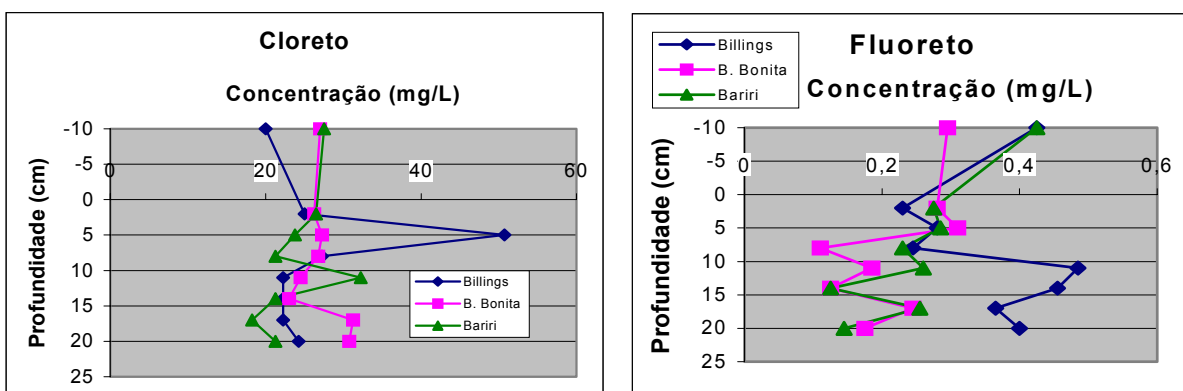 Cloreto
Concentração (mg/L)
Profundidade (cm)
-10
-5
0
5
10
15
20
25
0
20
40
60
Billings
B. Bonita
Bariri
Fluoreto
Concentração (mg/L)
Billings
B. Bonita
Bariri
Profundidade (cm)
-10
-5
0
5
10
15
20
25
0
0,2
0,4
0,6